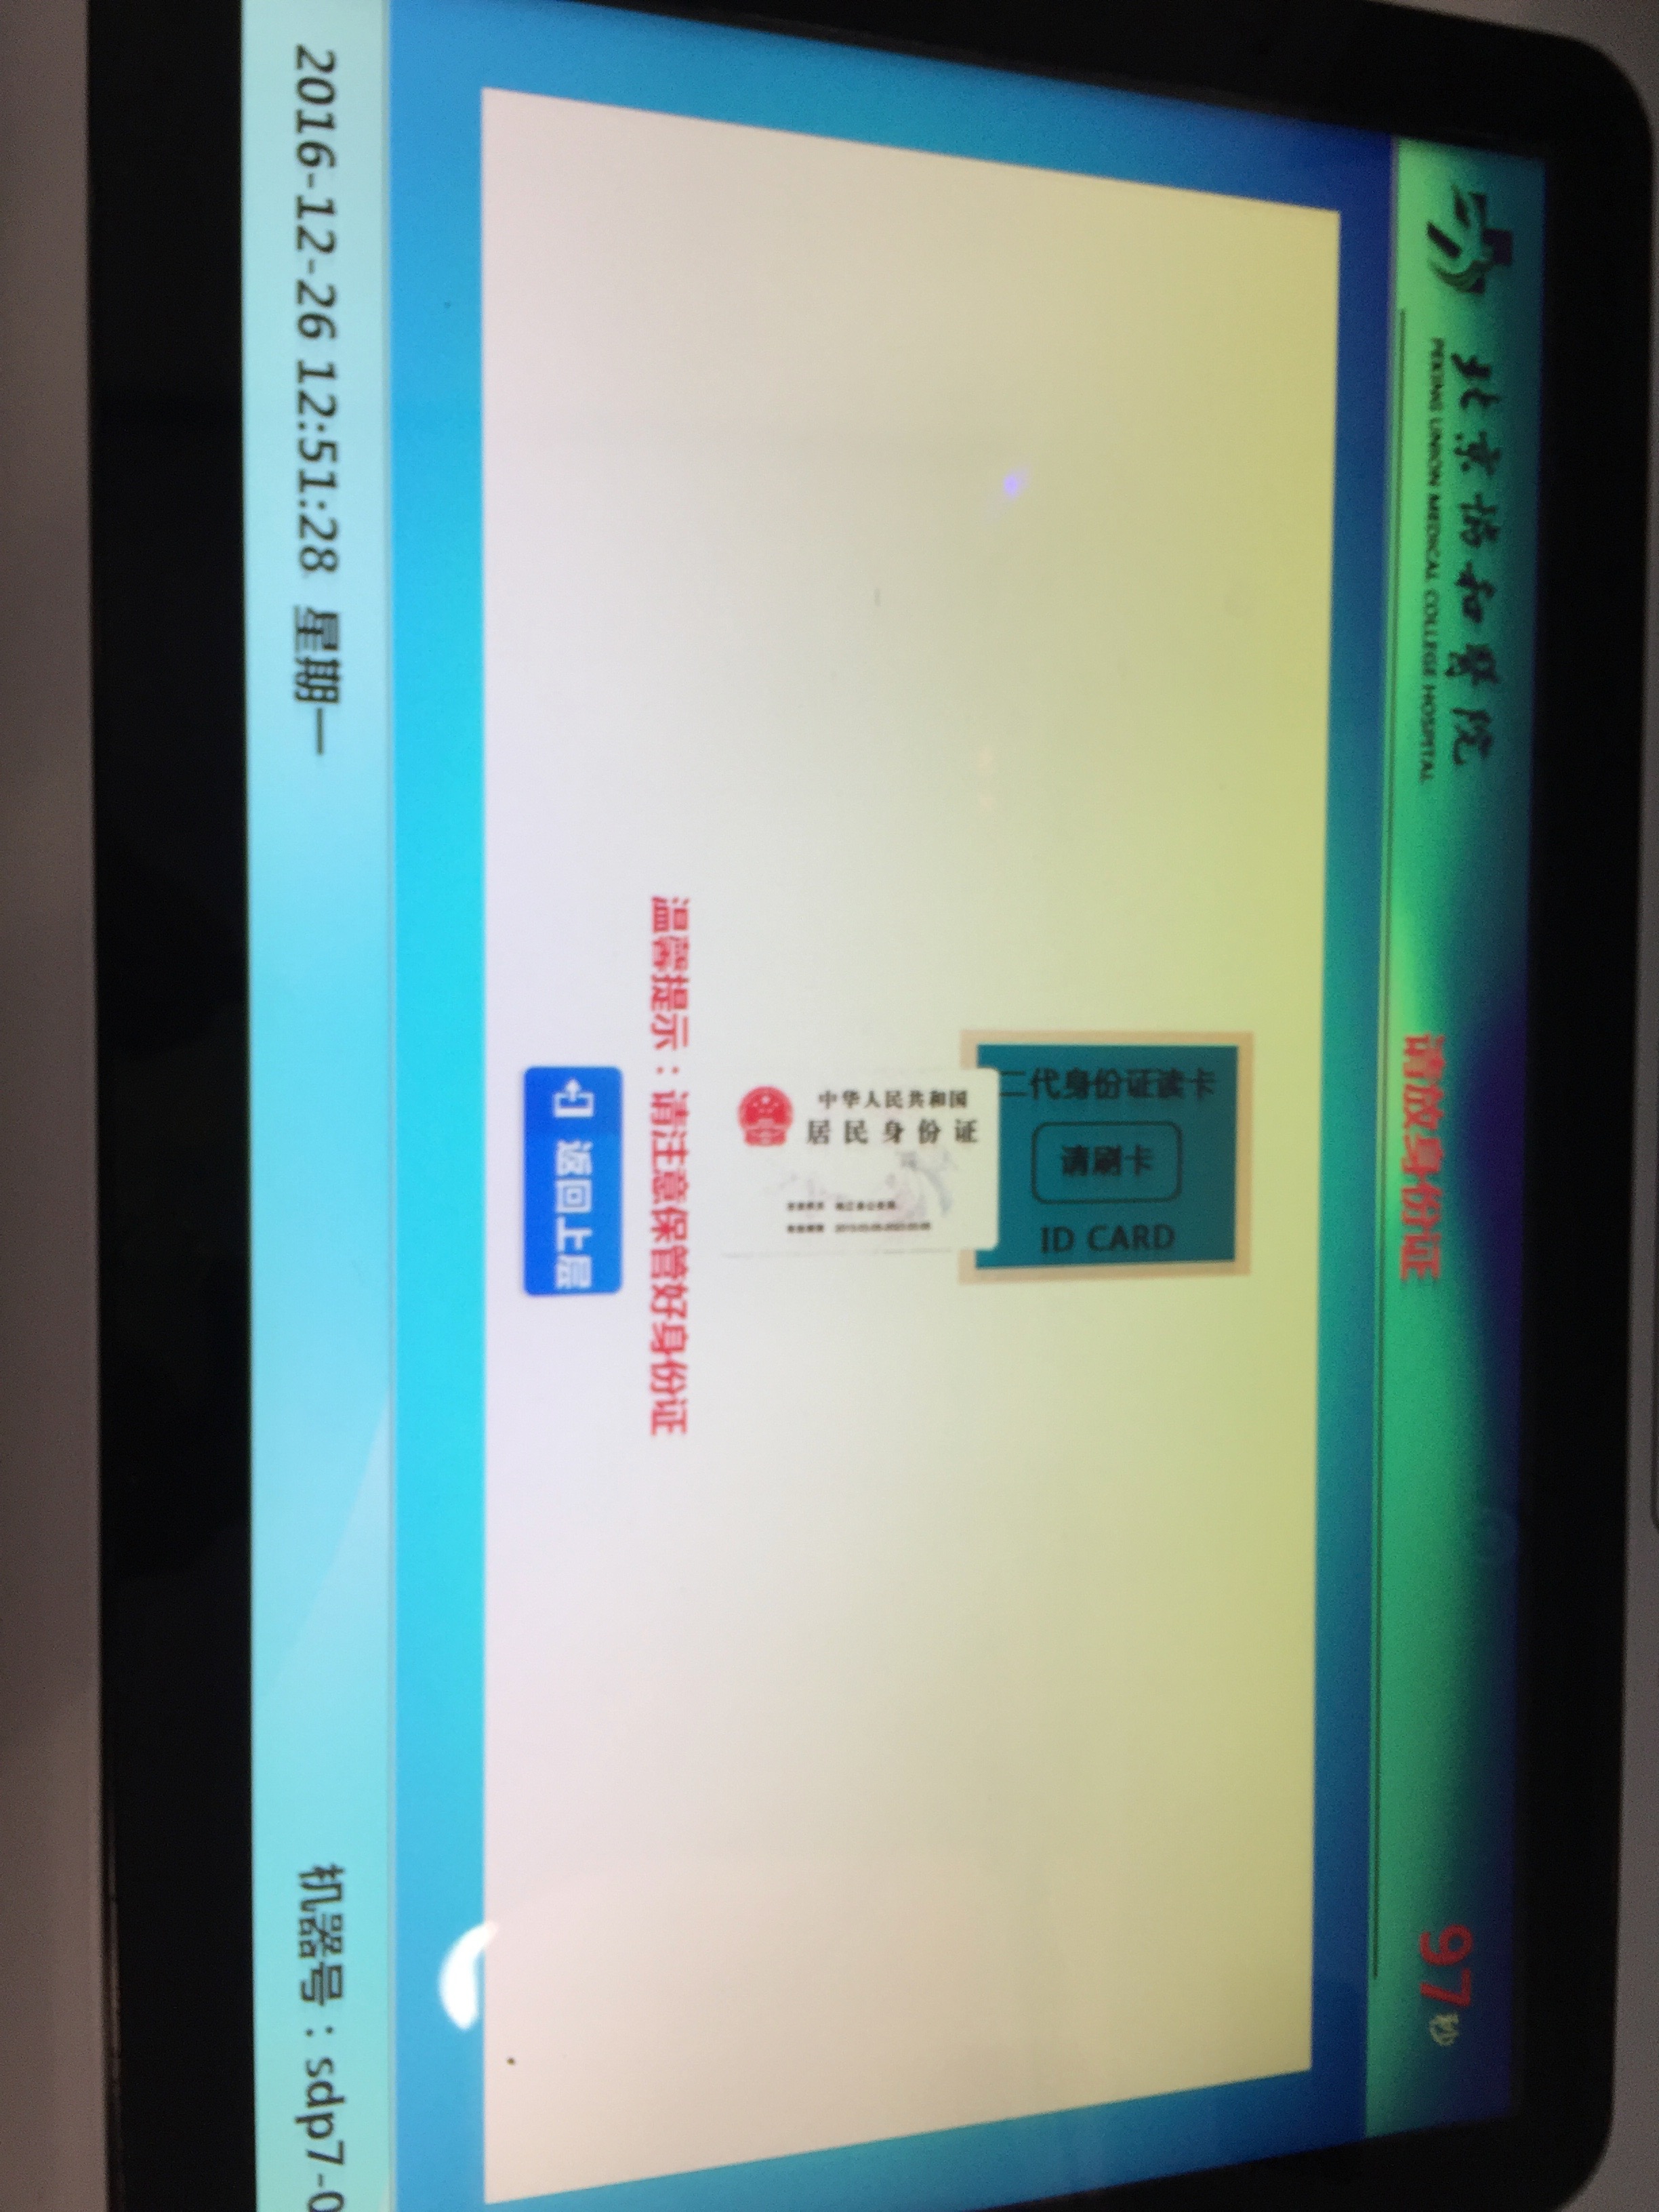 北京协和医院
PEKING UNION MEDICAL COLLEGE HOSPITAL
请放身份证
97秒
二代身份证读卡
请刷卡
ID CARD
中华人民共和国
居民身份证
温馨提示：请注意保管好身份证
返回上层
2016-12-26 12:51:28 星期一
机器号：sdp7-0